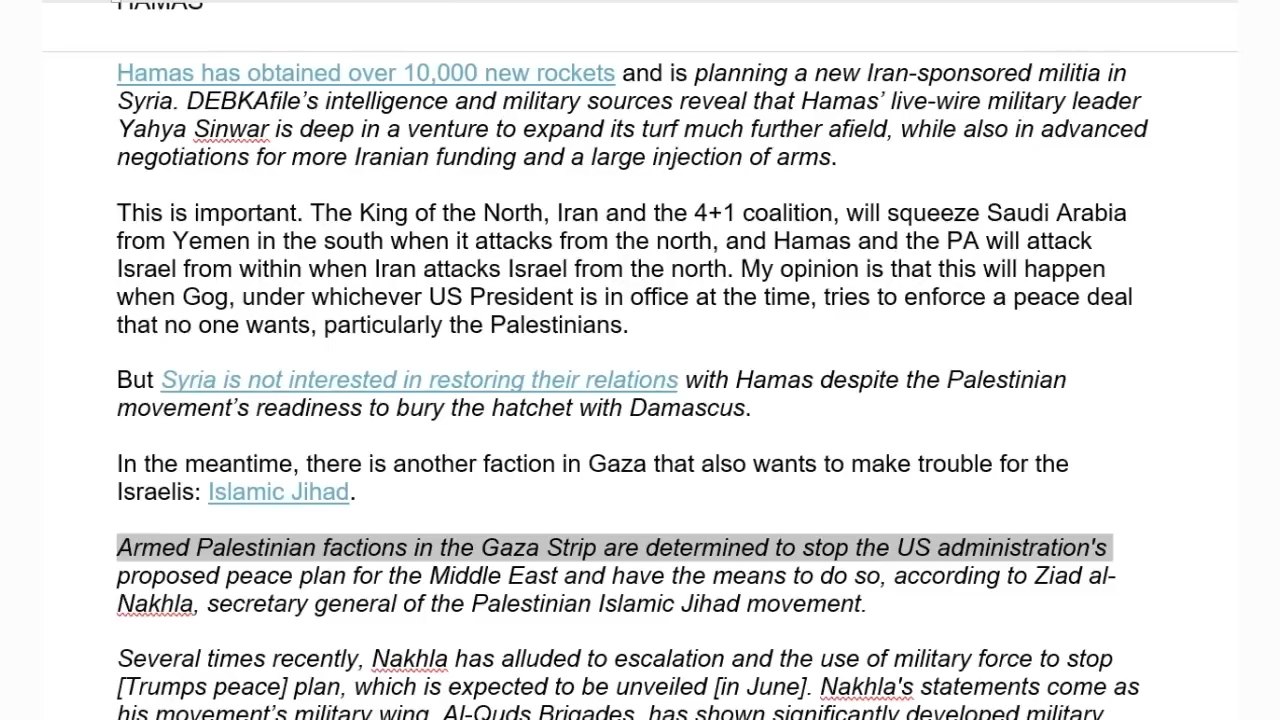 HAMAS
Hamas has obtained over 10,000 new rockets and is planning a new Iran-sponsored militia in
Syria. DEBKAfile’s intelligence and military sources reveal that Hamas’ live-wire military leader
Yahya Sinwar is deep in a venture to expand its turf much further afield, while also in advanced
negotiations for more Iranian funding and a large injection of arms.
This is important. The King of the North, Iran and the 4+1 coalition, will squeeze Saudi Arabia
from Yemen in the south when it attacks from the north, and Hamas and the PA will attack
Israel from within when Iran attacks Israel from the north. My opinion is that this will happen
when Gog, under whichever US President is in office at the time, tries to enforce a peace deal
that no one wants, particularly the Palestinians.
But Syria is not interested in restoring their relations with Hamas despite the Palestinian
movement’s readiness to bury the hatchet with Damascus.
In the meantime, there is another faction in Gaza that also wants to make trouble for the
Israelis: Islamic Jihad.
Armed Palestinian factions in the Gaza Strip are determined to stop the US administration's
proposed peace plan for the Middle East and have the means to do so, according to Ziad al-
Nakhla, secretary general of the Palestinian Islamic Jihad movement.
Several times recently, Nakhla has alluded to escalation and the use of military force to stop
[Trumps peace] plan, which is expected to be unveiled [in June]. Nakhla's statements come as
his movement’s military wing, Al-Quds Brigades, has shown significantly developed military